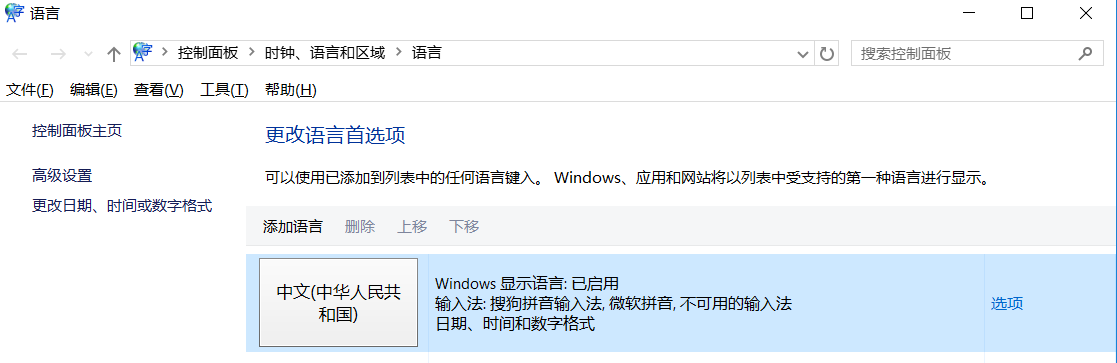 语言
控制面板 时钟、语言和区域 语言
搜索控制面板
文件(F) 编辑(E) 查看(V) 工具(T) 帮助(H)
控制面板主页
高级设置
更改日期、时间或数字格式
更改语言首选项
可以使用已添加到列表中的任何语言键入。 Windows、应用和网站将以列表中受支持的第一种语言进行显示。
添加语言 删除 上移 下移
中文(中华人民共
和国)
Windows 显示语言: 已启用
输入法: 搜狗拼音输入法, 微软拼音, 不可用的输入法
日期、时间和数字格式
选项